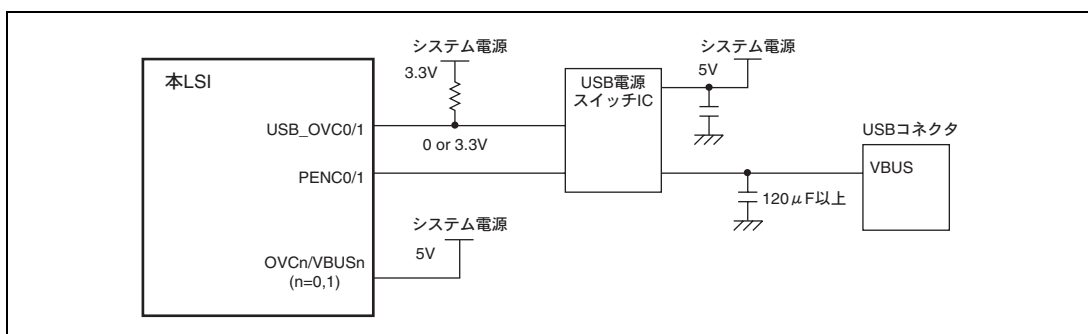 本LSI
システム電源
3.3V
USB_OVC0/1
0 or 3.3V
PENC0/1
システム電源
5V
OVCn/VBUSn
(n=0,1)
USB電源
スイッチIC
システム電源
5V
USBコネクタ
VBUS
120μF以上